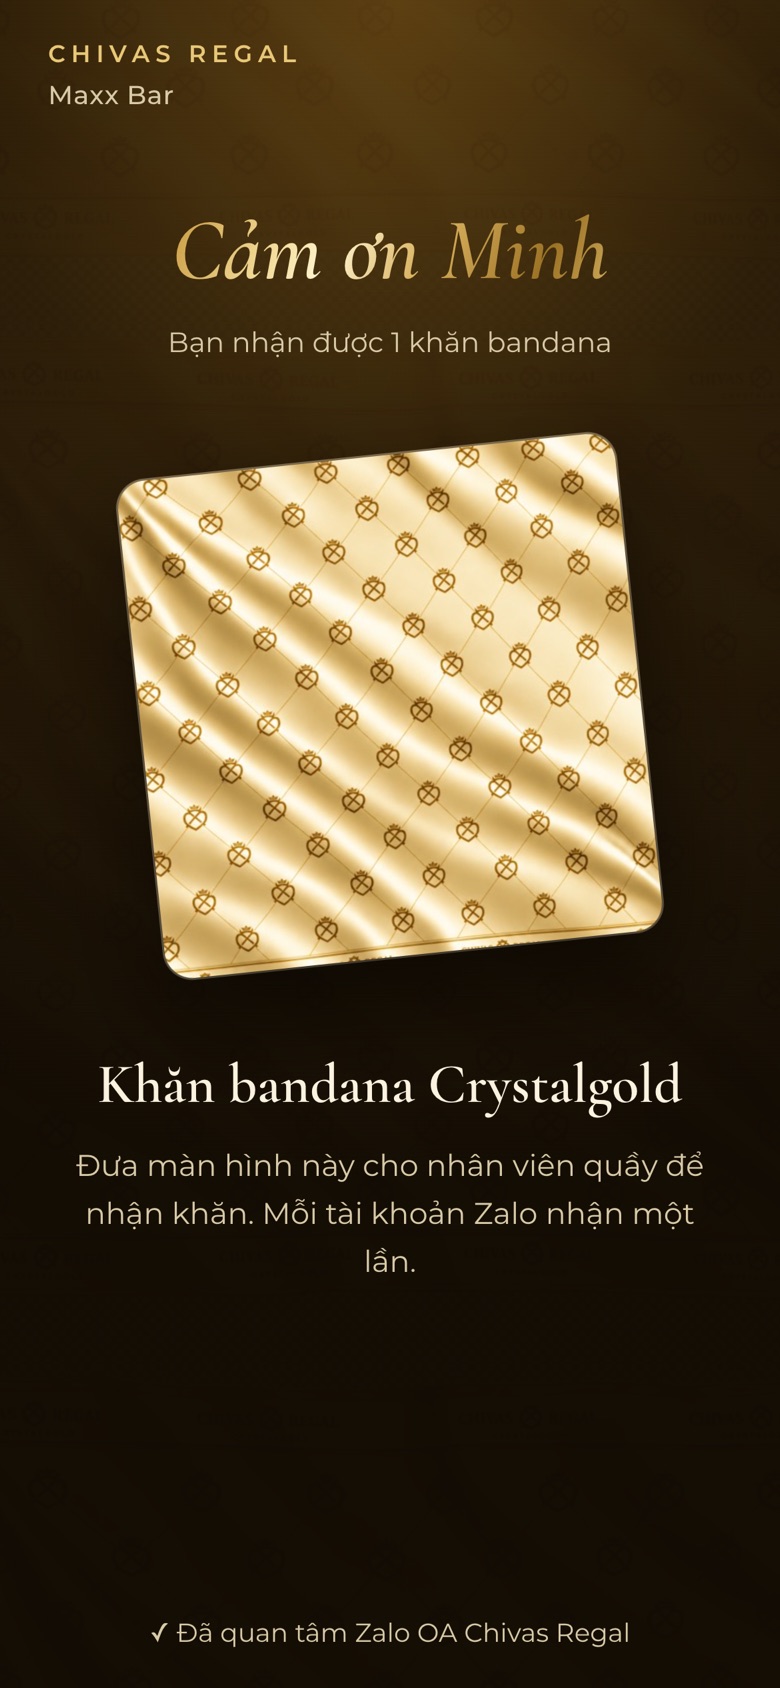 CHIVAS REGAL
Maxx Bar
Cảm ơn Minh
Bạn nhận được 1 khăn bandana
Khăn bandana Crystalgold
Đưa màn hình này cho nhân viên quầy để
nhận khăn. Mỗi tài khoản Zalo nhận một
lần.
✓ Đã quan tâm Zalo OA Chivas Regal